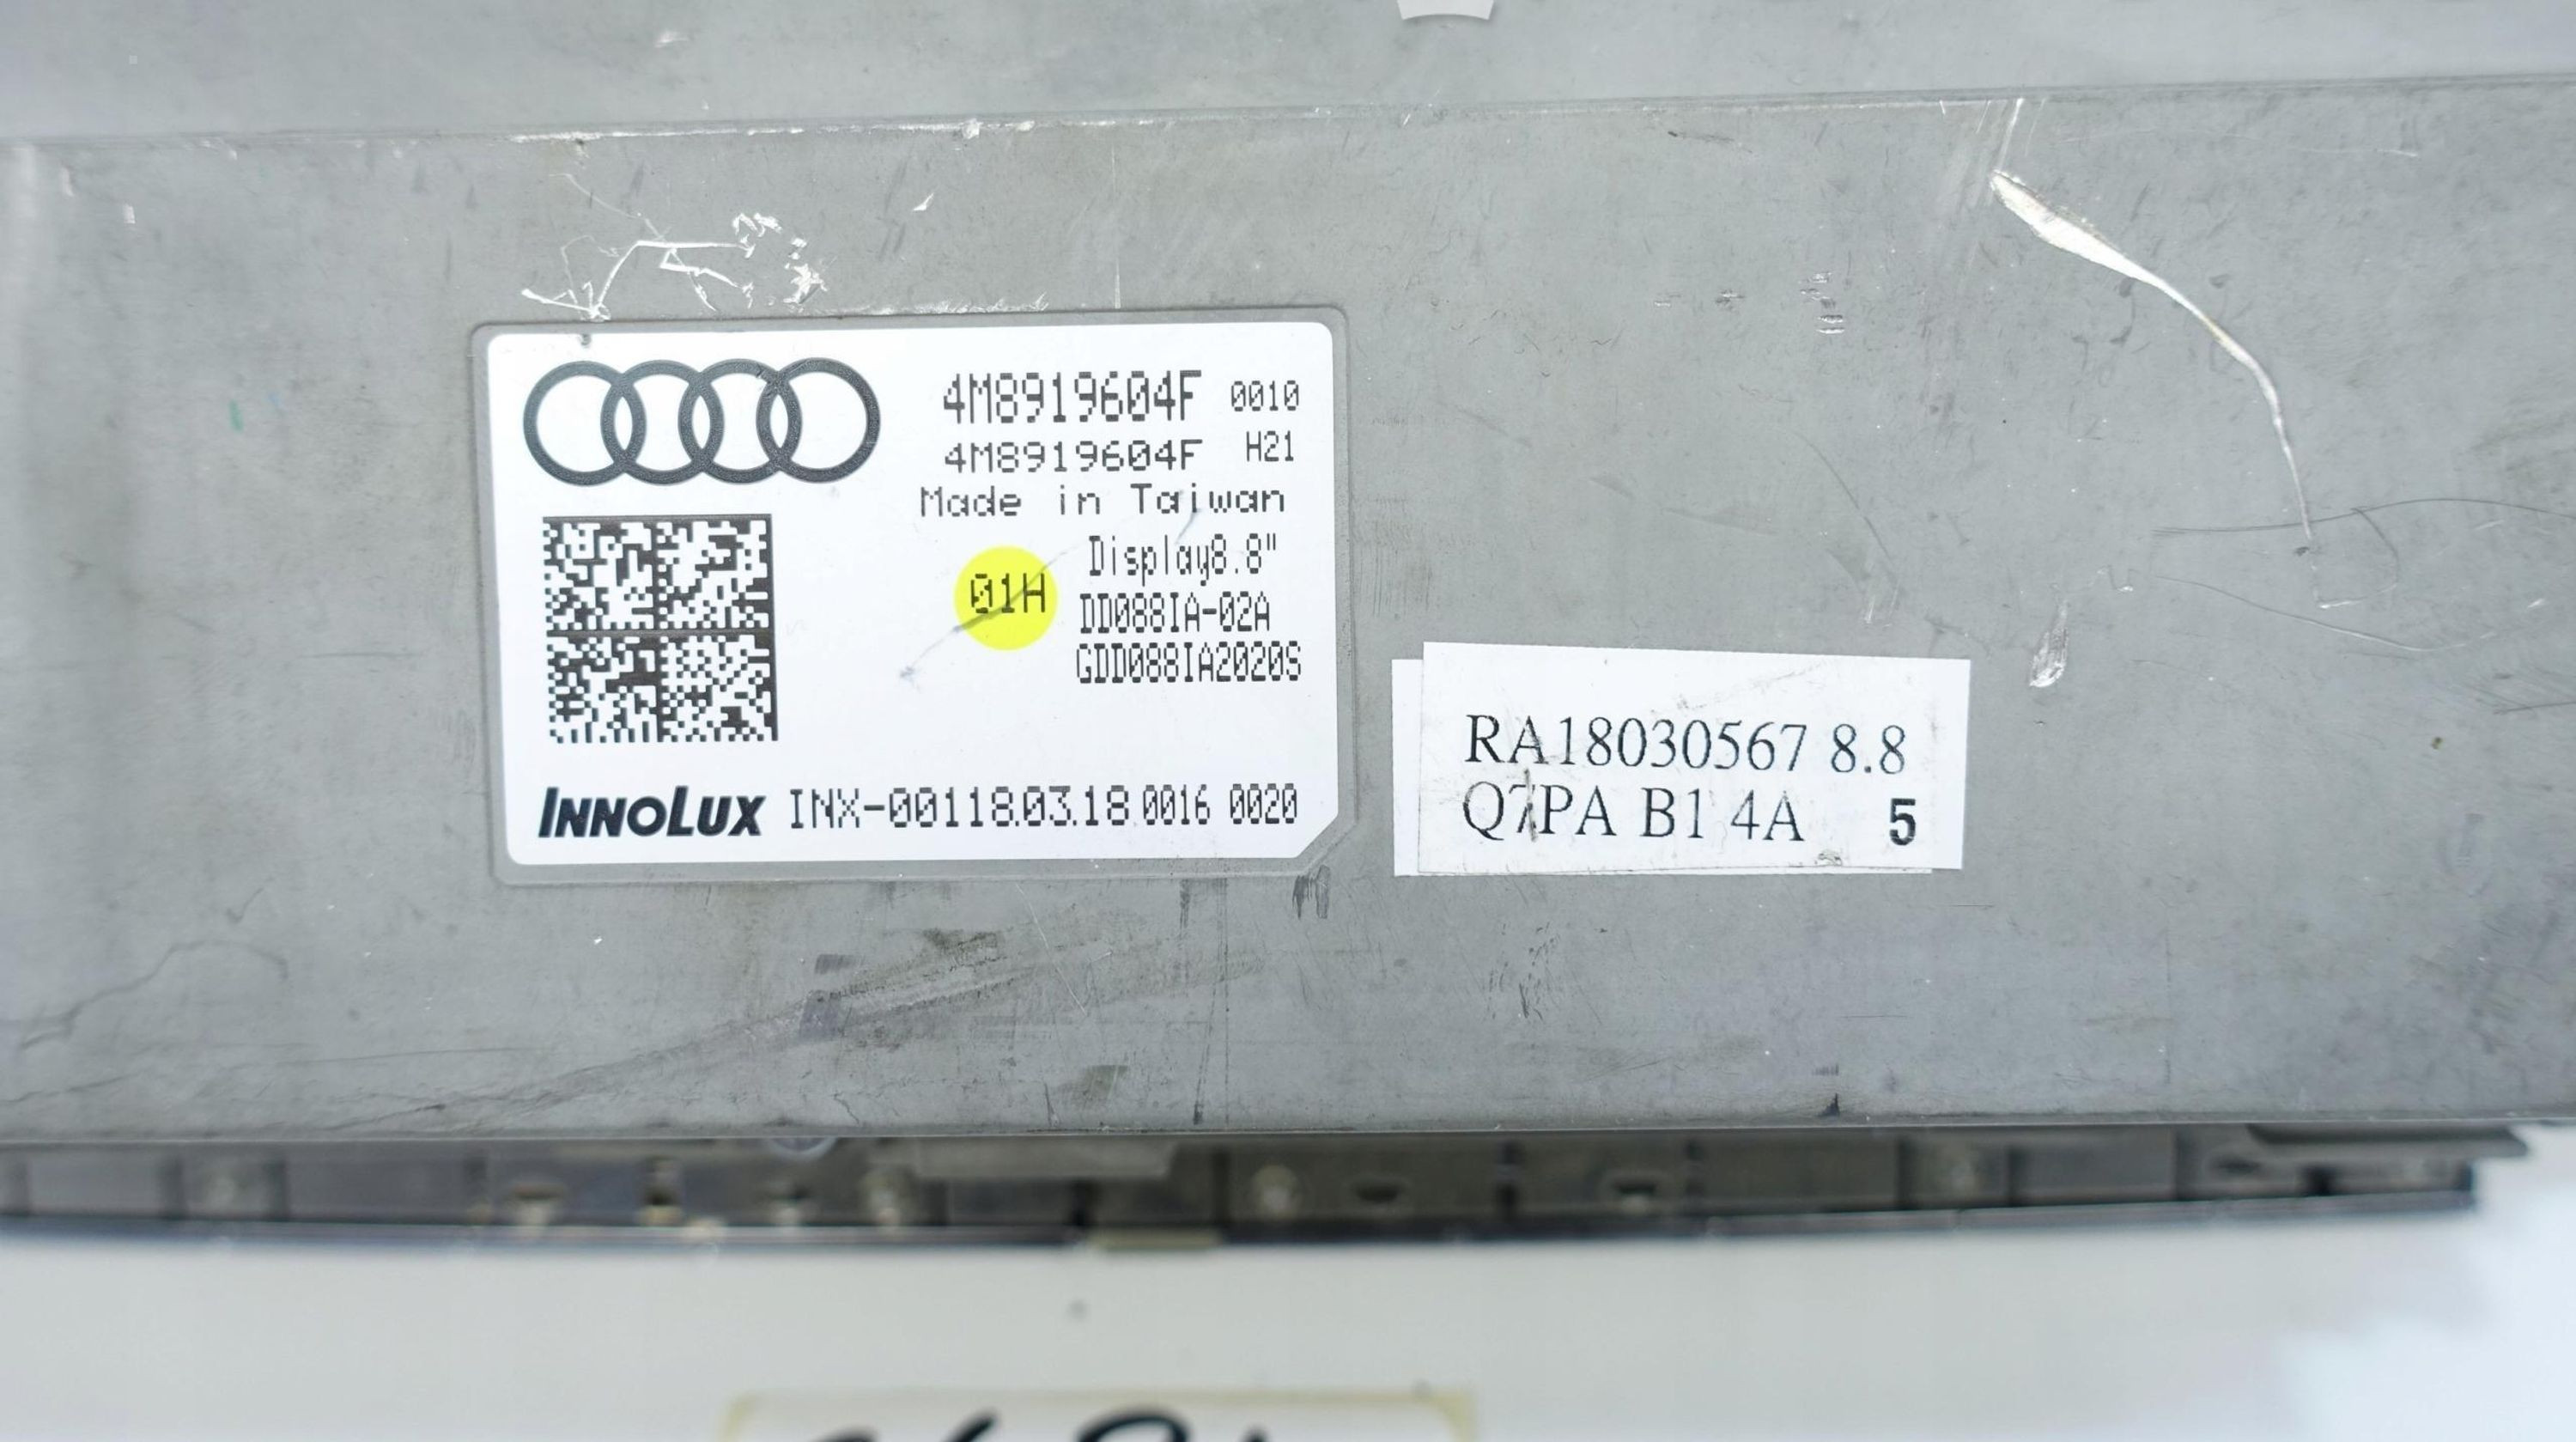 4M8919604F 0010
4M8919604F H21
Made in Taiwan
Display8.8"
01H
DD088IA-02A
GDD088IA2020S
INNOLUX INX-00118.03.18 0016 0020
RA18030567 8.8
Q7PA B1 4A 5